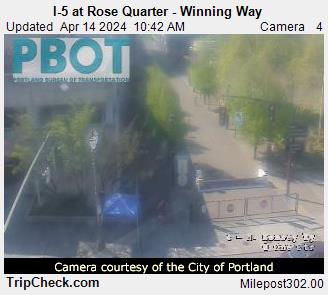 I-5 at Rose Quarter - Winning Way
Updated Apr 14 2024 10:42 AM Camera 4
PBOT
PORTLAND BUREAU OF TRANSPORTATION
Camera courtesy of the City of Portland
TripCheck.com Milepost302.00